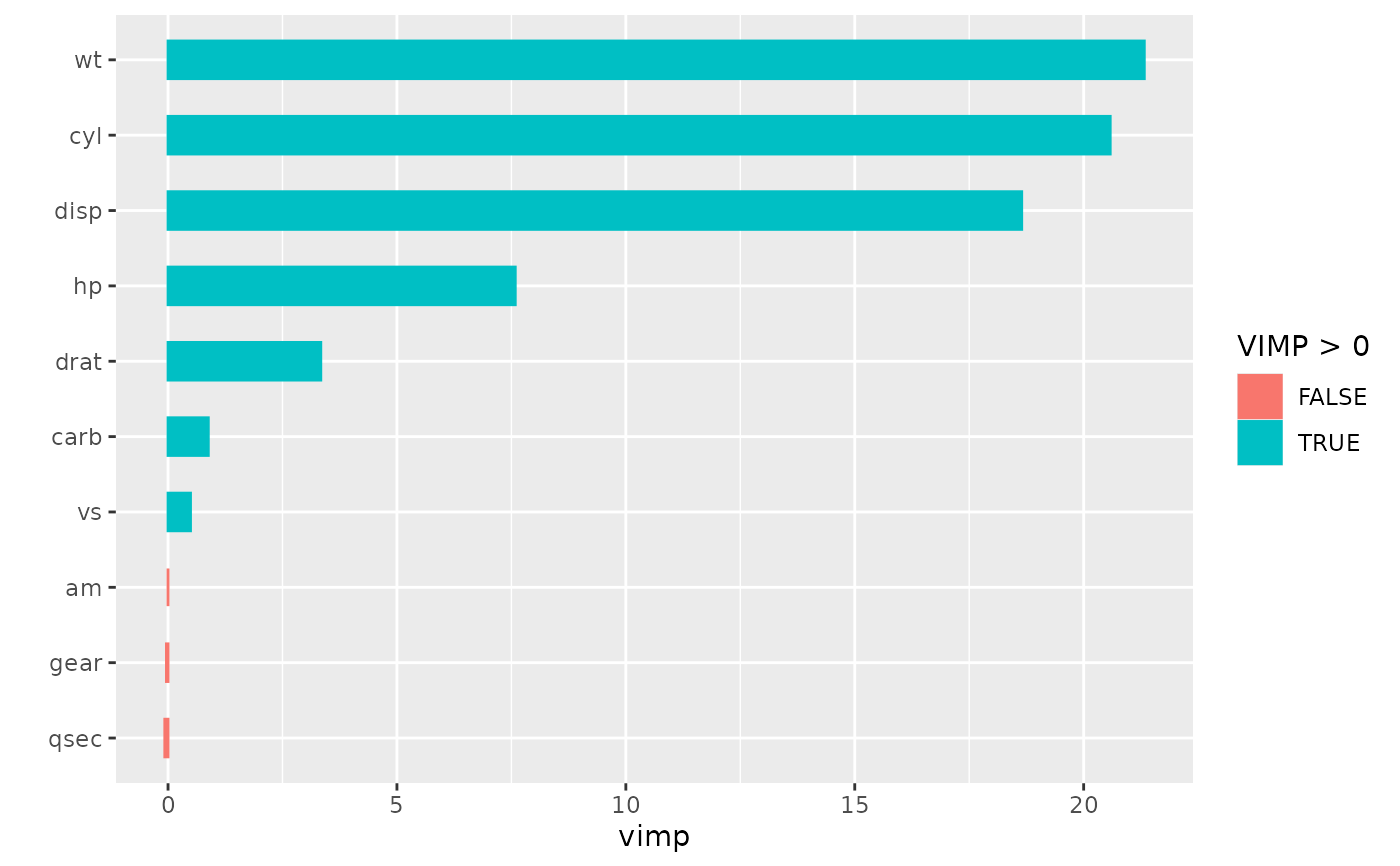 wt
cyl
disp
hp
drat
carb
vs
am
gear
qsec
0 5 10 15 20
vimp
VIMP > 0
FALSE
TRUE